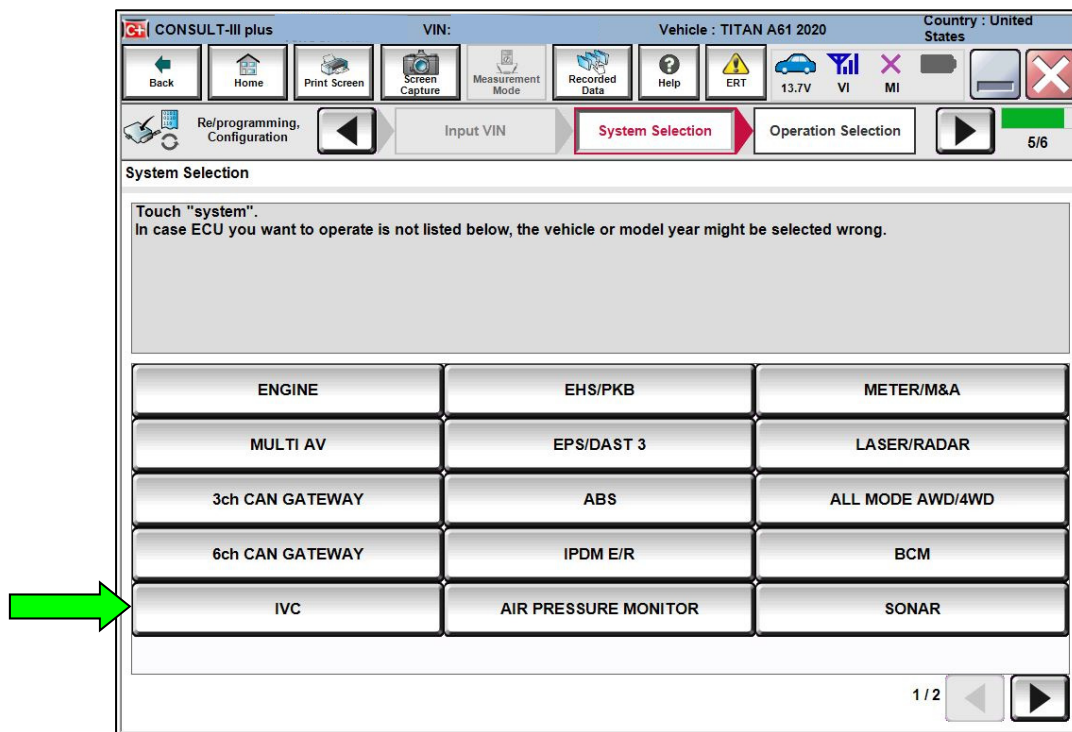 C+ CONSULT-III plus VIN: Vehicle : TITAN A61 2020 Country : United States
Back Home Print Screen Screen Capture Measurement Mode Recorded Data Help ERT 13.7V VI MI
Re/programming, Configuration Input VIN System Selection Operation Selection 5/6
System Selection
Touch "system".
In case ECU you want to operate is not listed below, the vehicle or model year might be selected wrong.
ENGINE EHS/PKB METER/M&A
MULTI AV EPS/DAST 3 LASER/RADAR
3ch CAN GATEWAY ABS ALL MODE AWD/4WD
6ch CAN GATEWAY IPDM E/R BCM
IVC AIR PRESSURE MONITOR SONAR
1 / 2